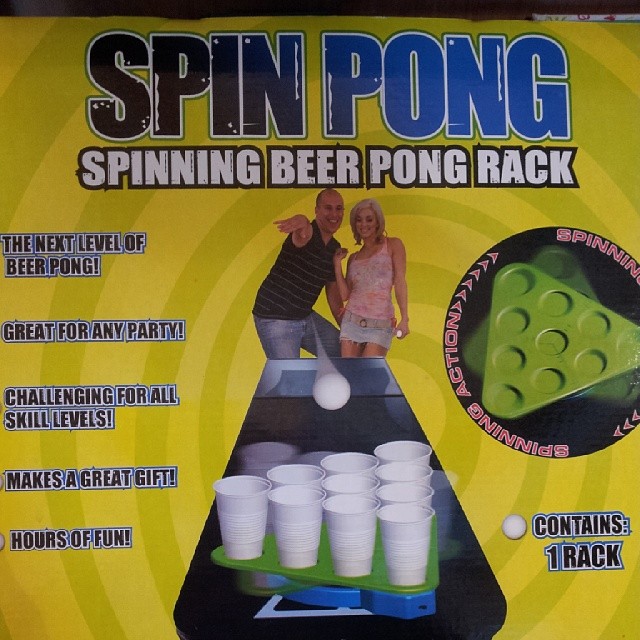 SPIN PONG
SPINNING BEER PONG RACK
THE NEXT LEVEL OF
BEER PONG!
GREAT FOR ANY PARTY!
CHALLENGING FOR ALL
SKILL LEVELS!
MAKES A GREAT GIFT!
HOURS OF FUN!
SPINNING
SPINNING ACTION
CONTAINS:
1 RACK